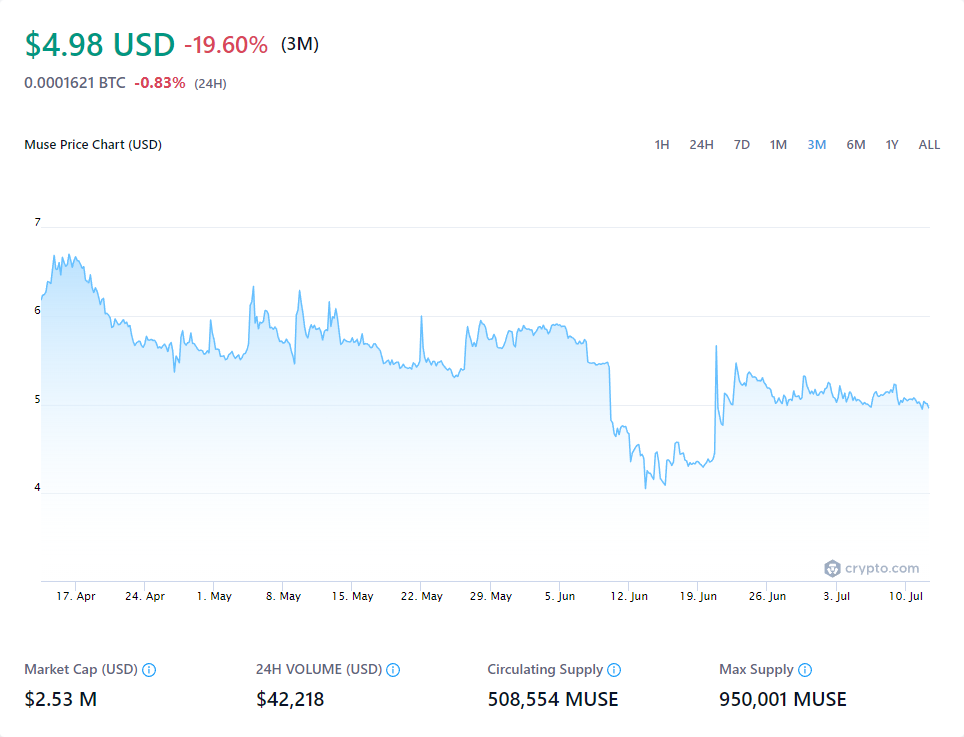 $4.98 USD -19.60% (3M)
0.0001621 BTC -0.83% (24H)
Muse Price Chart (USD) 1H 24H 7D 1M 3M 6M 1Y ALL
7
6
5
4
crypto.com
17. Apr 24. Apr 1. May 8. May 15. May 22. May 29. May 5. Jun 12. Jun 19. Jun 26. Jun 3. Jul 10. Jul
Market Cap (USD) 24H VOLUME (USD) Circulating Supply Max Supply
$2.53 M $42,218 508,554 MUSE 950,001 MUSE